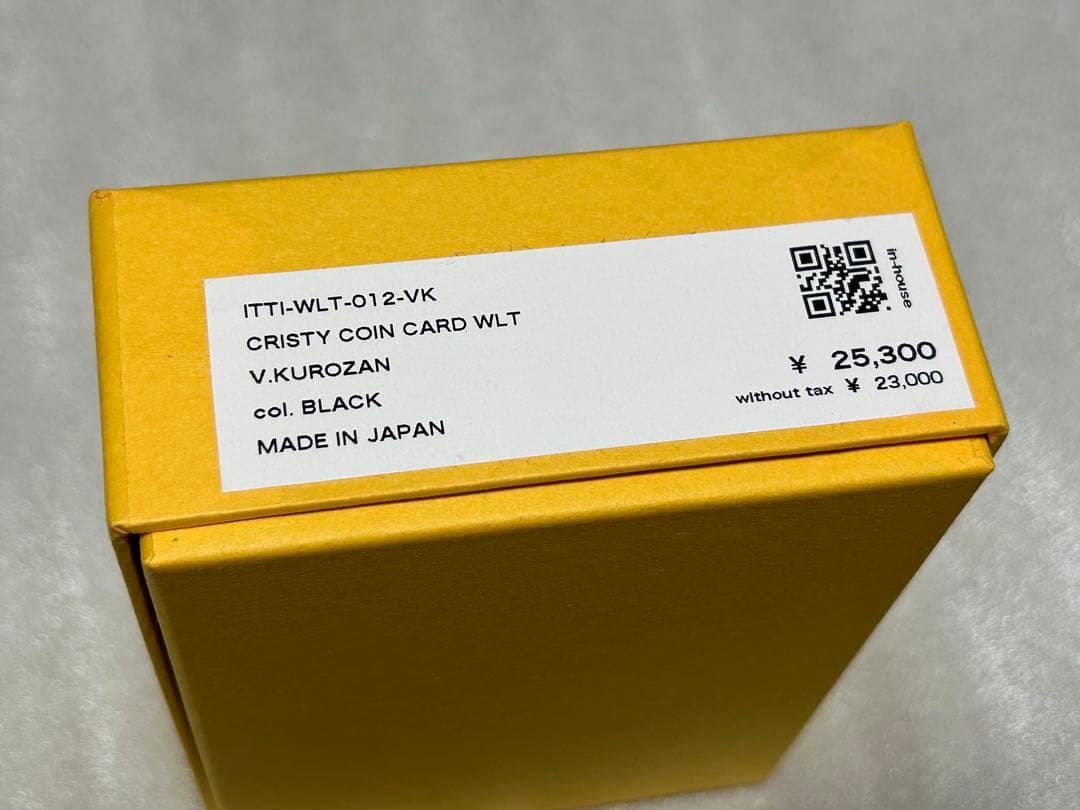 ITTI-WLT-012-VK
CRISTY COIN CARD WLT
V.KUROZAN
col. BLACK
MADE IN JAPAN
in-house
¥ 25,300
without tax ¥ 23,000